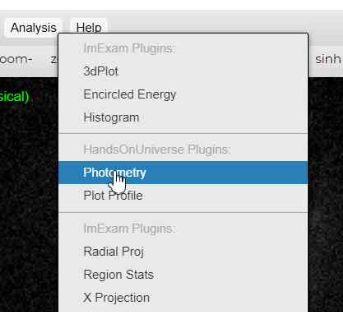 Analysis Help
oom- z sinh
sical)
ImExam Plugins:
3dPlot
Encircled Energy
Histogram
HandsOnUniverse Plugins:
Photometry
Plot Profile
ImExam Plugins:
Radial Proj
Region Stats
X Projection